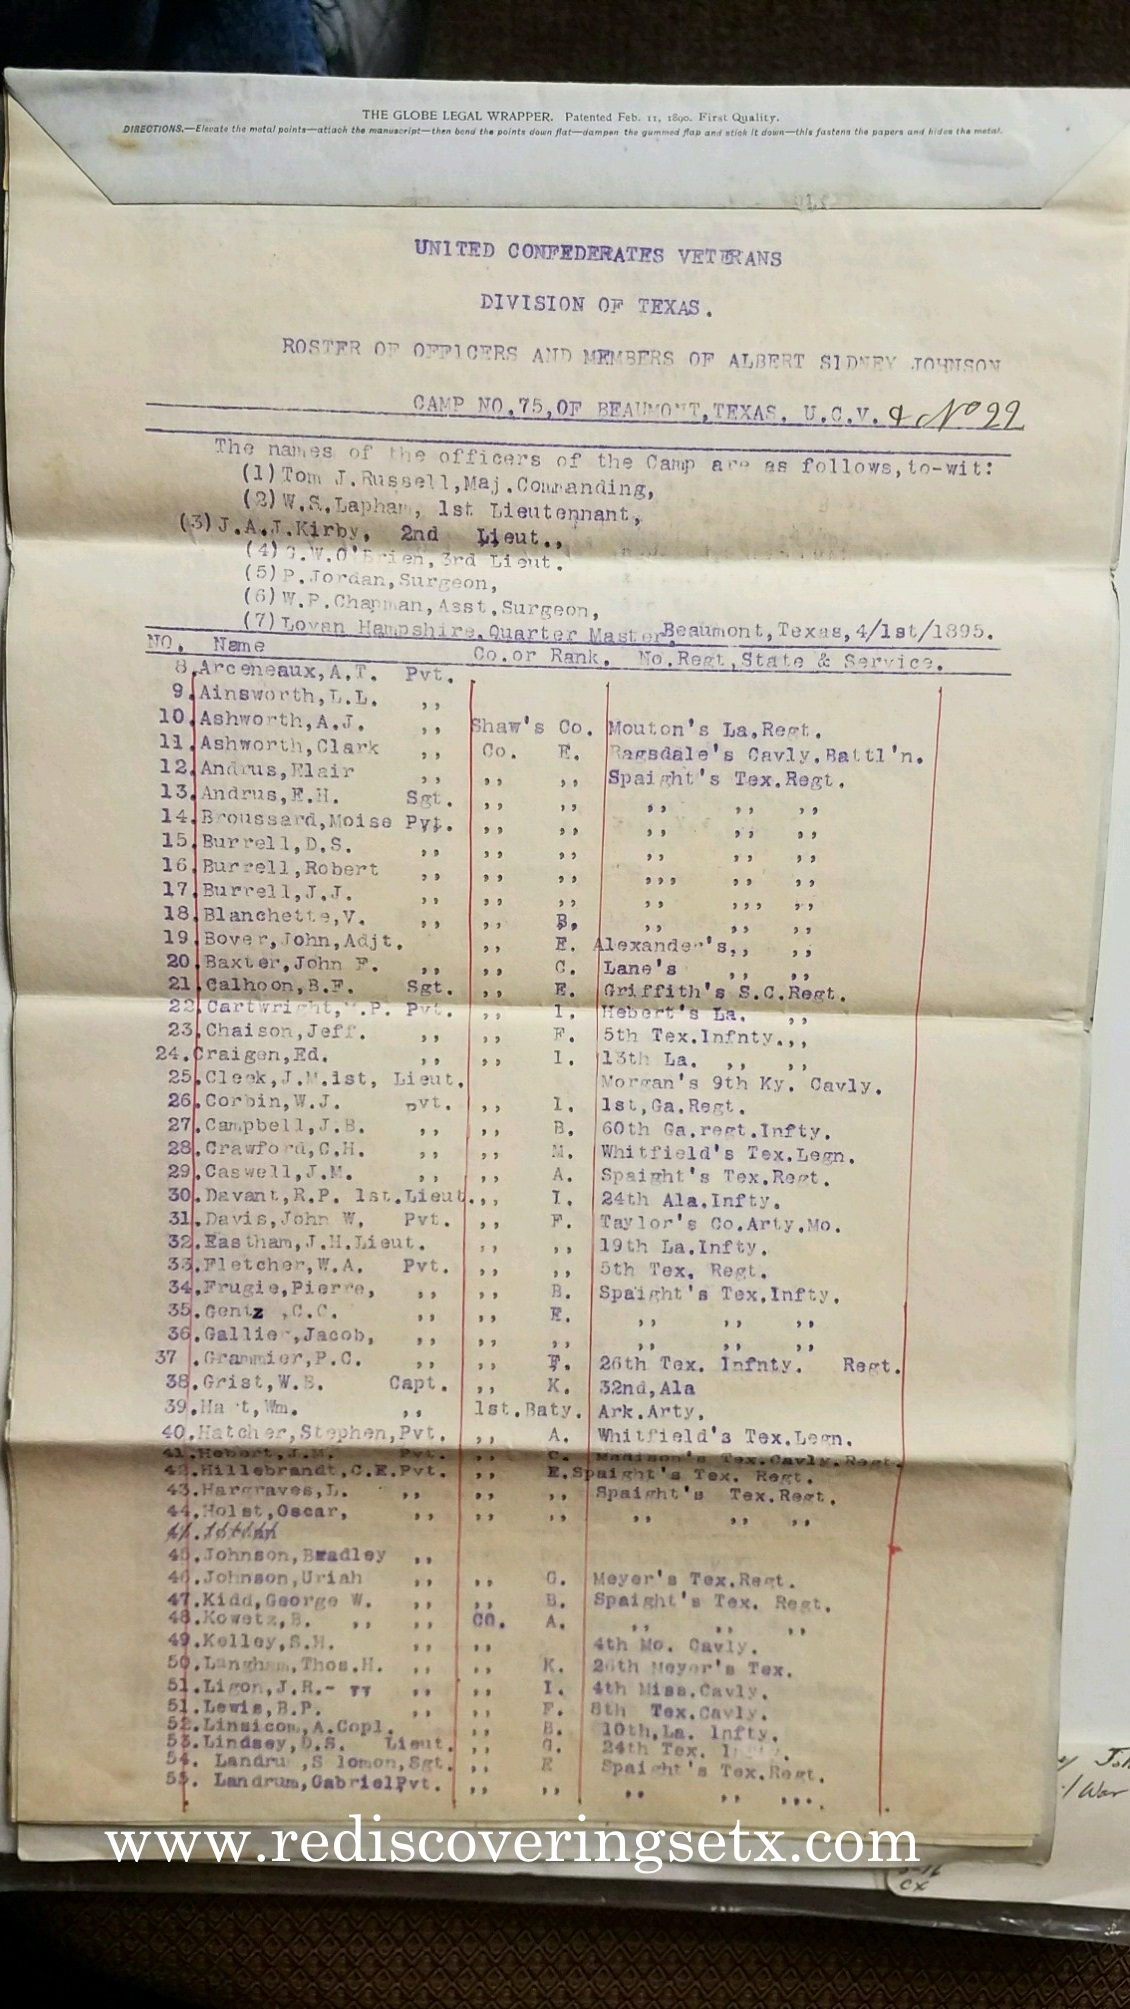 THE GLOBE LEGAL WRAPPER. Patented Feb. 11, 1890. First Quality.
DIRECTIONS.—Elevate the metal points—attach the manuscript—then bend the points down flat—dampen the gummed flap and stick it down—this fastens the papers and hides the metal.
UNITED CONFEDERATES VETERANS
DIVISION OF TEXAS.
ROSTER OF OFFICERS AND MEMBERS OF ALBERT SIDNEY JOHNSON
CAMP NO.75,OF BEAUMONT,TEXAS. U.C.V. & No 99
The names of the officers of the Camp are as follows,to-wit:
(1)Tom J.Russell,Maj.Commanding,
(2)W.S.Lapham, 1st Lieutennant,
(3)J.A.J.Kirby, 2nd Lieut.,
(4)G.W.O'Brien,3rd Lieut.
(5)P.Jordan,Surgeon,
(6)W.P.Chapman,Asst.Surgeon,
(7)Lovan Hampshire,Quarter Master, Beaumont,Texas,4/1st/1895.
NO. Name Co.or Rank. No.Regt,State & Service.
8.Arceneaux,A.T. Pvt.
9.Ainsworth,L.L. ,,
10.Ashworth,A.J. ,, Shaw's Co. Mouton's La.Regt.
11.Ashworth,Clark ,, Co. E. Ragsdale's Cavly.Battl'n.
12.Andrus,Elair ,, ,, ,, Spaight's Tex.Regt.
13.Andrus,E.H. Sgt. ,, ,, ,, ,, ,,
14.Broussard,Moise Pvt. ,, ,, ,, ,, ,,
15.Burrell,D.S. ,, ,, ,, ,, ,, ,,
16.Burrell,Robert ,, ,, ,, ,,, ,, ,,
17.Burrell,J.J. ,, ,, ,, ,, ,,, ,,
18.Blanchette,V. ,, ,, B. ,, ,, ,,
19.Bover,John,Adjt. ,, E. Alexander's,, ,,
20.Baxter,John F. ,, ,, C. Lane's ,, ,,
21.Calhoon,B.F. Sgt. ,, E. Griffith's S.C.Regt.
22.Cartwright, .P. Pvt. ,, I. Hebert's La. ,,
23.Chaison,Jeff. ,, ,, F. 5th Tex.Infnty.,,
24.Craigen,Ed. ,, ,, I. 13th La. ,, ,,
25.Cleek,J.M.1st, Lieut. Morgan's 9th Ky. Cavly.
26.Corbin,W.J. pvt. ,, I. 1st,Ga.Regt.
27.Campbell,J.B. ,, ,, B. 60th Ga.regt.Infty.
28.Crawford,C.H. ,, ,, M. Whitfield's Tex.Legn.
29.Caswell,J.M. ,, ,, A. Spaight's Tex.Regt.
30.Davant,R.P. 1st.Lieut.,, I. 24th Ala.Infty.
31.Davis,John W. Pvt. ,, F. Taylor's Co.Arty.Mo.
32.Eastham,J.H.Lieut. ,, ,, 19th La.Infty.
33.Fletcher,W.A. Pvt. ,, ,, 5th Tex. Regt.
34.Frugie,Pierre, ,, ,, B. Spaight's Tex.Infty.
35.Gentz ,C.C. ,, ,, E. ,, ,, ,,
36.Gallier,Jacob, ,, ,, ,, ,, ,, ,,
37 .Grammier,P.C. ,, ,, F. 26th Tex. Infnty. Regt.
38.Grist,W.B. Capt. ,, K. 32nd,Ala
39.Hart,Wm. ,, 1st.Baty. Ark.Arty.
40.Hatcher,Stephen,Pvt. ,, A. Whitfield's Tex.Legn.
41.Hebert,J.M. Pvt. ,, C. Madison's Tex.Cavly.Regt.
42.Hillebrandt,C.E.Pvt. ,, E.Spaight's Tex. Regt.
43.Hargraves,L. ,, ,, ,, Spaight's Tex.Regt.
44.Holst,Oscar, ,, ,, ,, ,, ,, ,,
45.Johnson,Bradley ,,
46.Johnson,Uriah ,, ,, G. Meyer's Tex.Regt.
47.Kidd,George W. ,, ,, B. Spaight's Tex. Regt.
48.Kowetz,B. ,, ,, CO. A. ,, ,, ,,
49.Kelley,S.H. ,, ,, 4th Mo. Cavly.
50.Langham,Thos.H. ,, ,, K. 26th Meyer's Tex.
51.Ligon,J.R.- ,, ,, ,, I. 4th Miss.Cavly.
51.Lewis,B.P. ,, ,, F. 8th Tex.Cavly.
52.Linsicom,A.Copl. ,, B. 10th,La. Infty.
53.Lindsey,D.S. Lieut. ,, G. 24th Tex.
54. Landru ,S lomon,Sgt. ,, E Spaight's Tex.Regt.
55. Landrum,Gabriel,Pvt. ,, ,, ,, ,, ,,,.
www.rediscoveringsetx.com
War